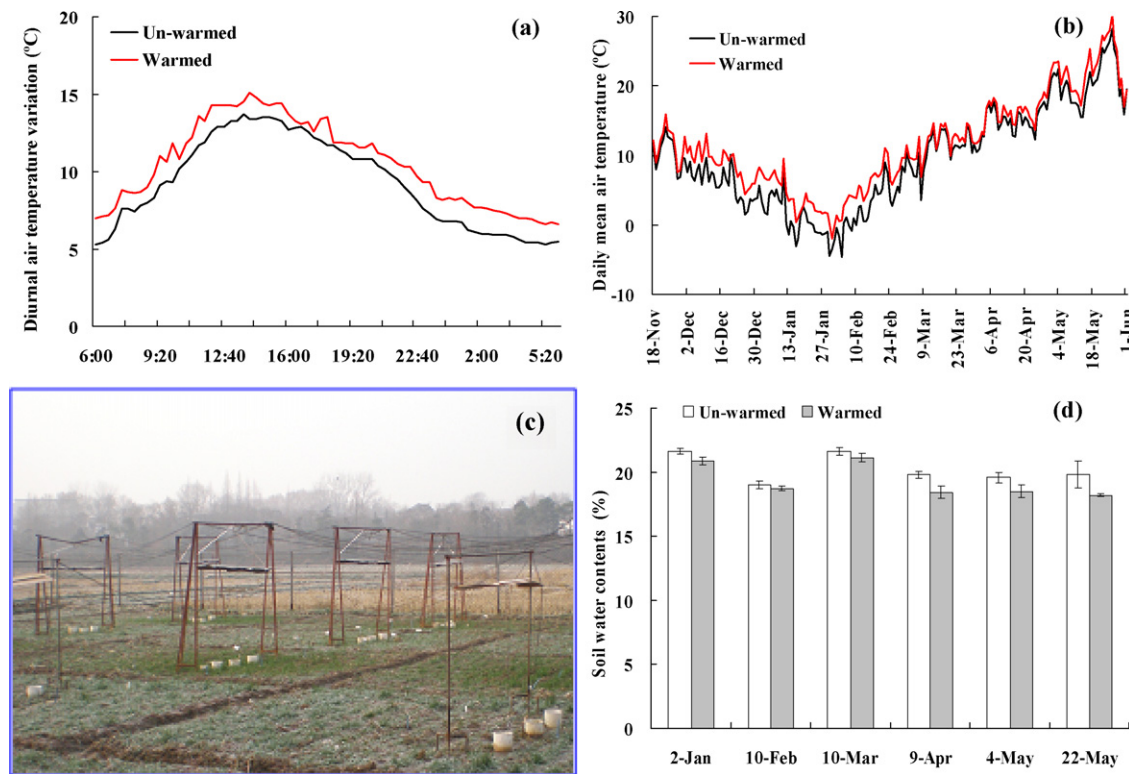 (a)
Un-warmed
Warmed
Diurnal air temperature variation (ºC)
20
15
10
5
0
6:00 9:20 12:40 16:00 19:20 22:40 2:00 5:20
(b)
Un-warmed
Warmed
Daily mean air temperature (ºC)
30
20
10
0
-10
18-Nov 2-Dec 16-Dec 30-Dec 13-Jan 27-Jan 10-Feb 24-Feb 9-Mar 23-Mar 6-Apr 20-Apr 4-May 18-May 1-Jun
(c)
(d)
Un-warmed Warmed
Soil water contents (%)
25
20
15
10
5
0
2-Jan 10-Feb 10-Mar 9-Apr 4-May 22-May